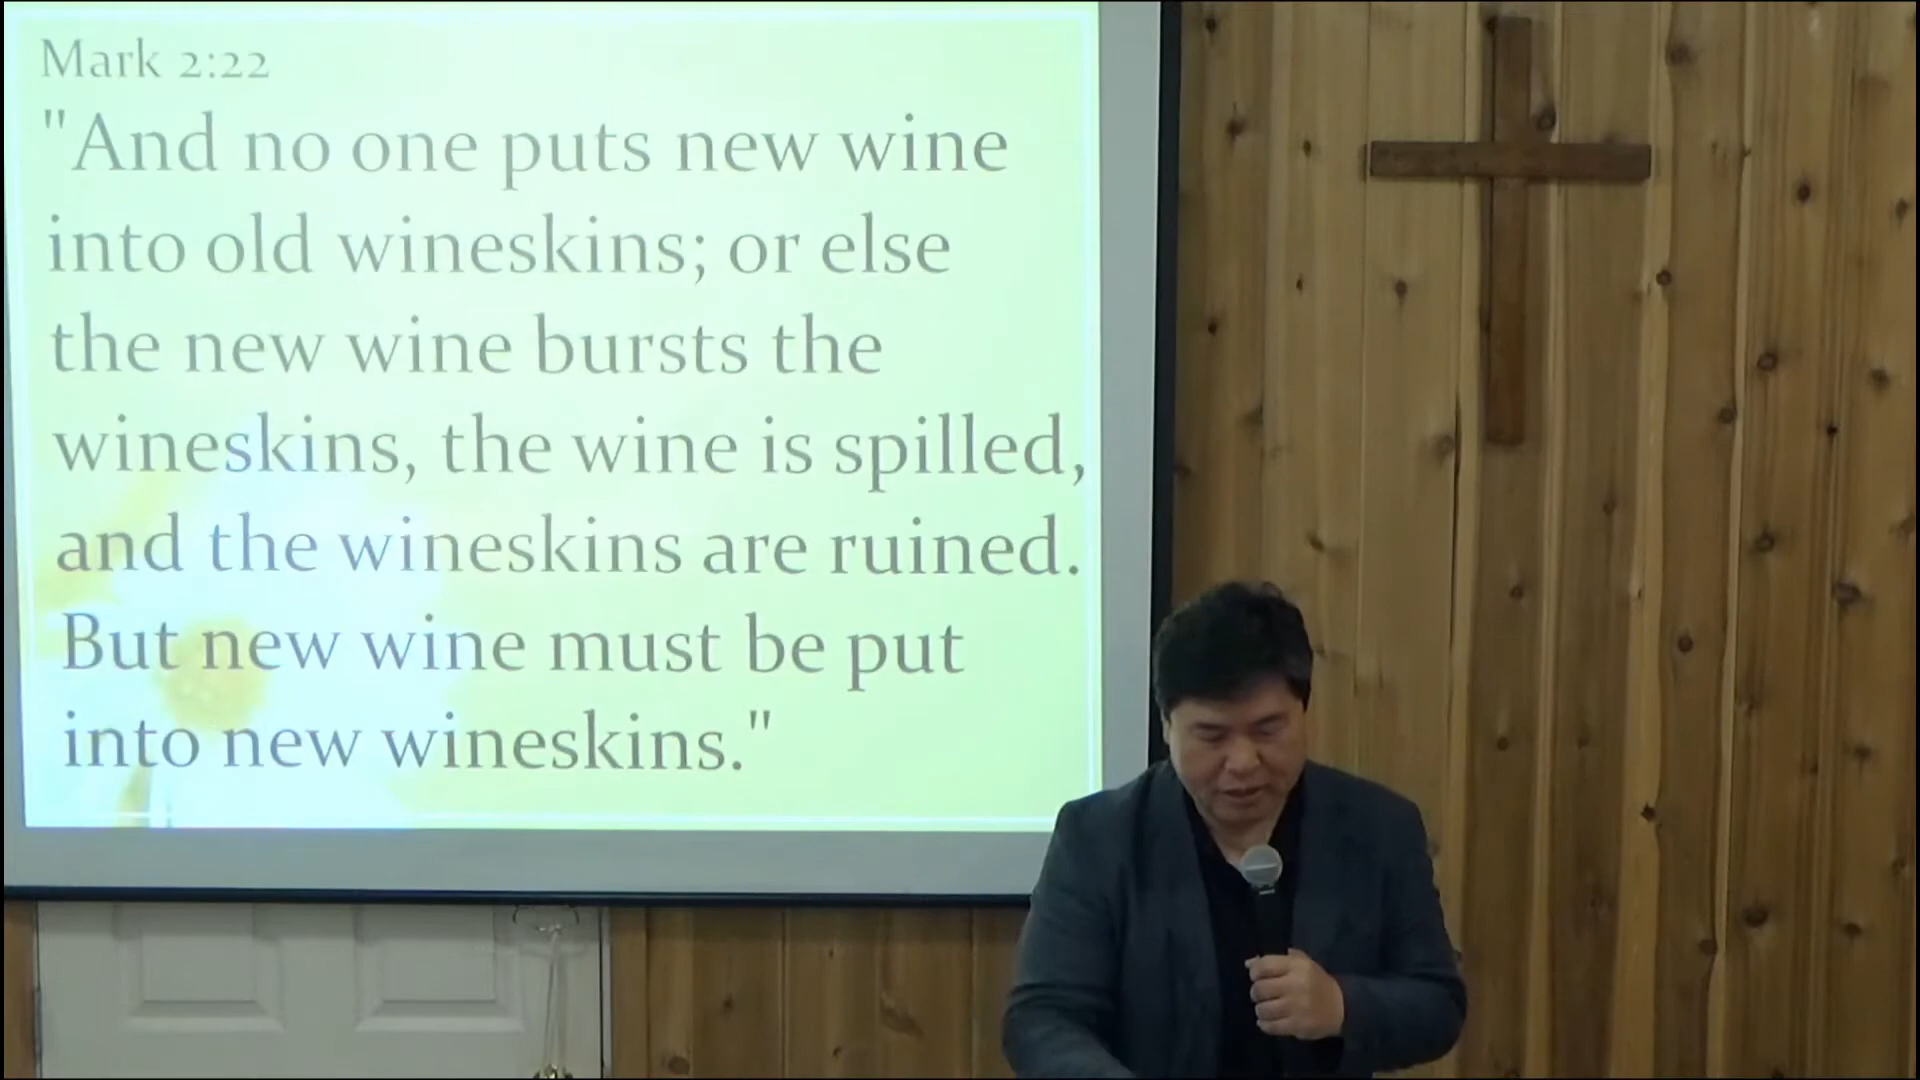 Mark 2:22
"And no one puts new wine
into old wineskins; or else
the new wine bursts the
wineskins, the wine is spilled,
and the wineskins are ruined.
But new wine must be put
into new wineskins."